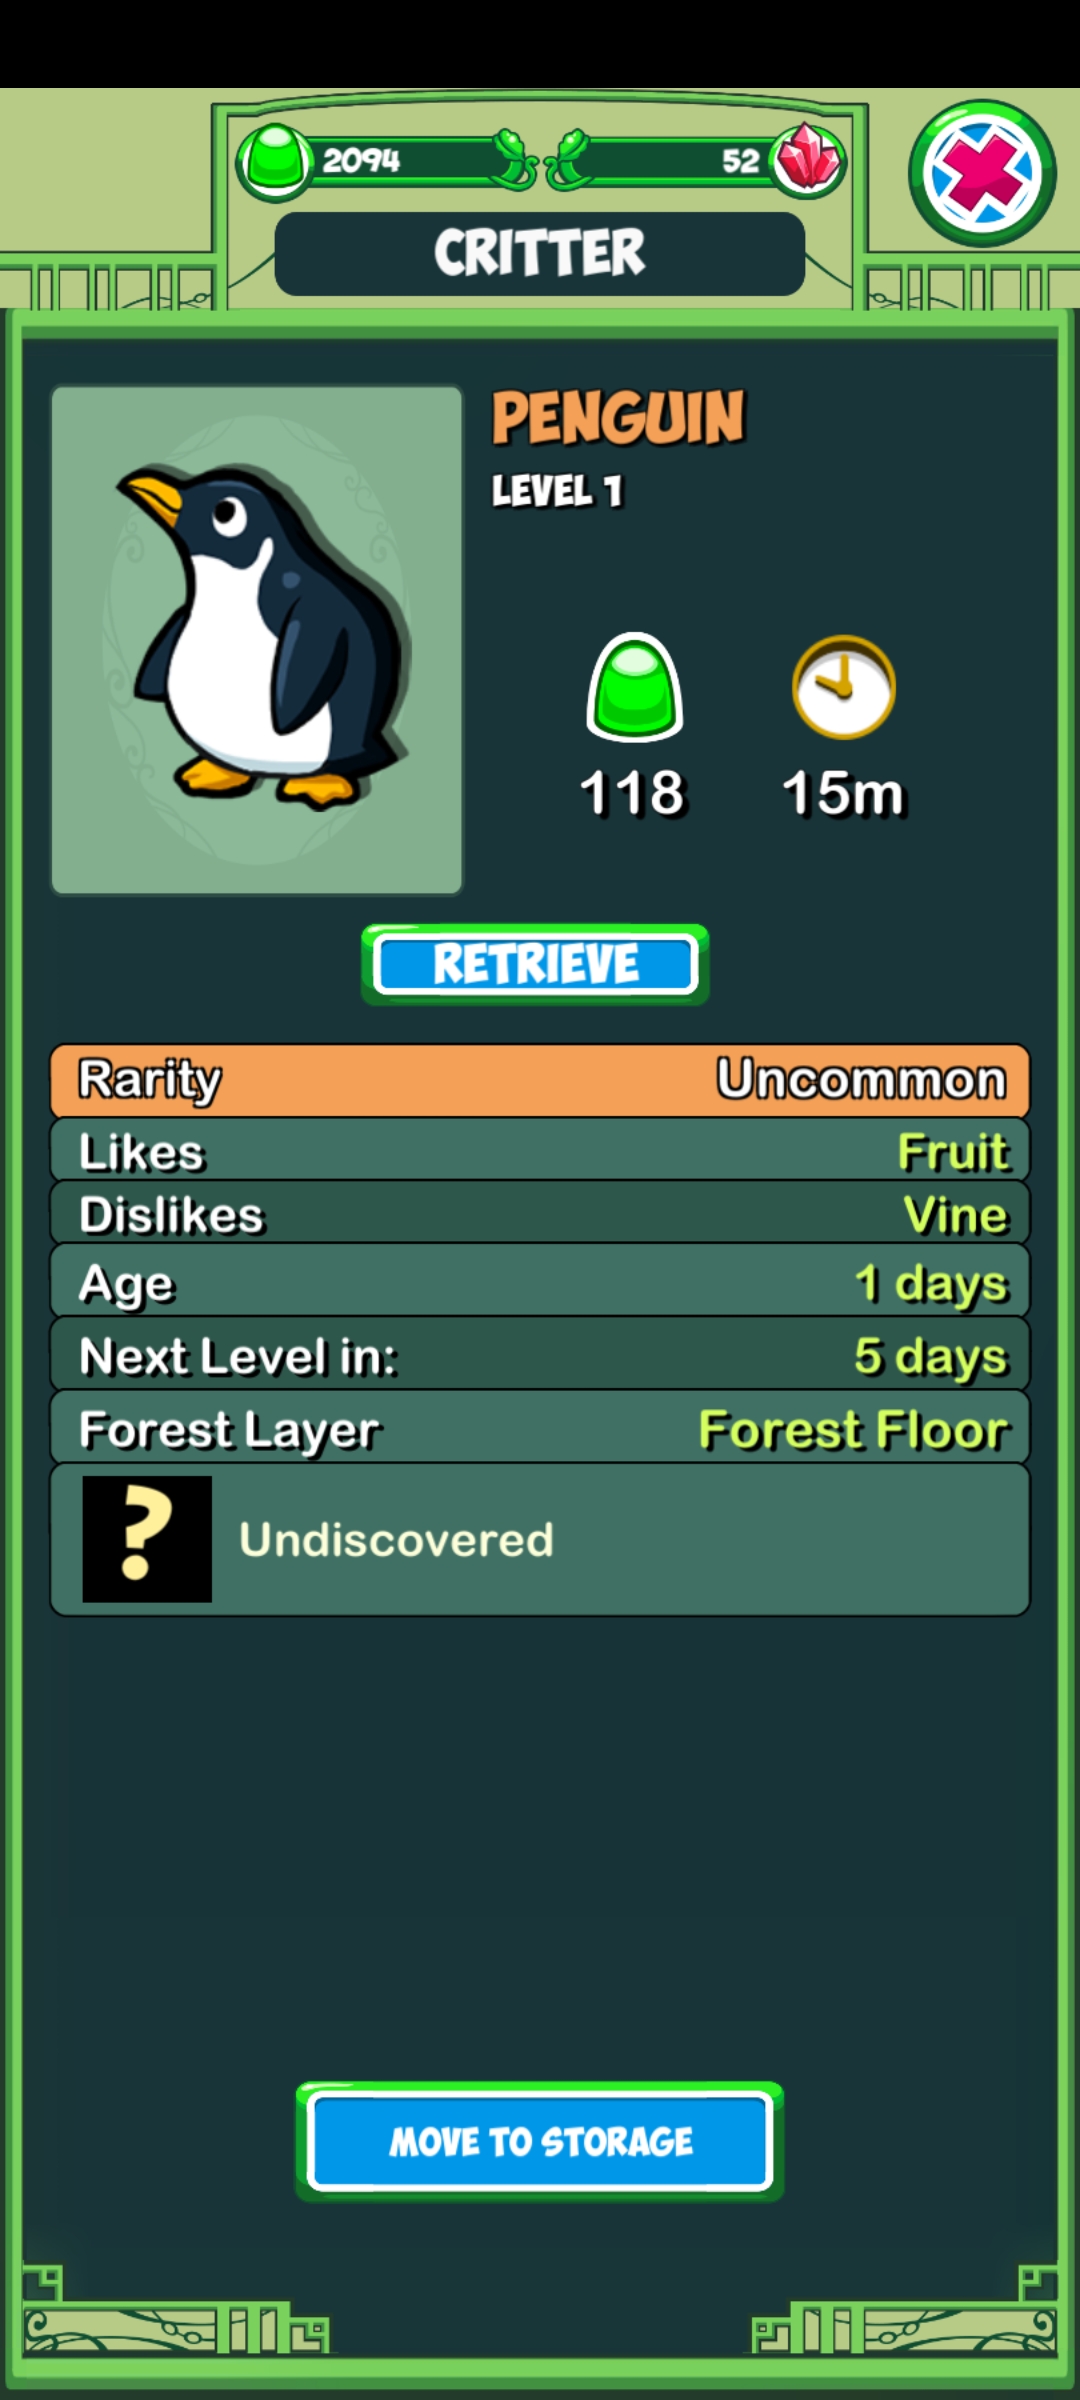 2094 52
CRITTER
PENGUIN
LEVEL 1
118 15m
RETRIEVE
Rarity Uncommon
Likes Fruit
Dislikes Vine
Age 1 days
Next Level in: 5 days
Forest Layer Forest Floor
? Undiscovered
MOVE TO STORAGE